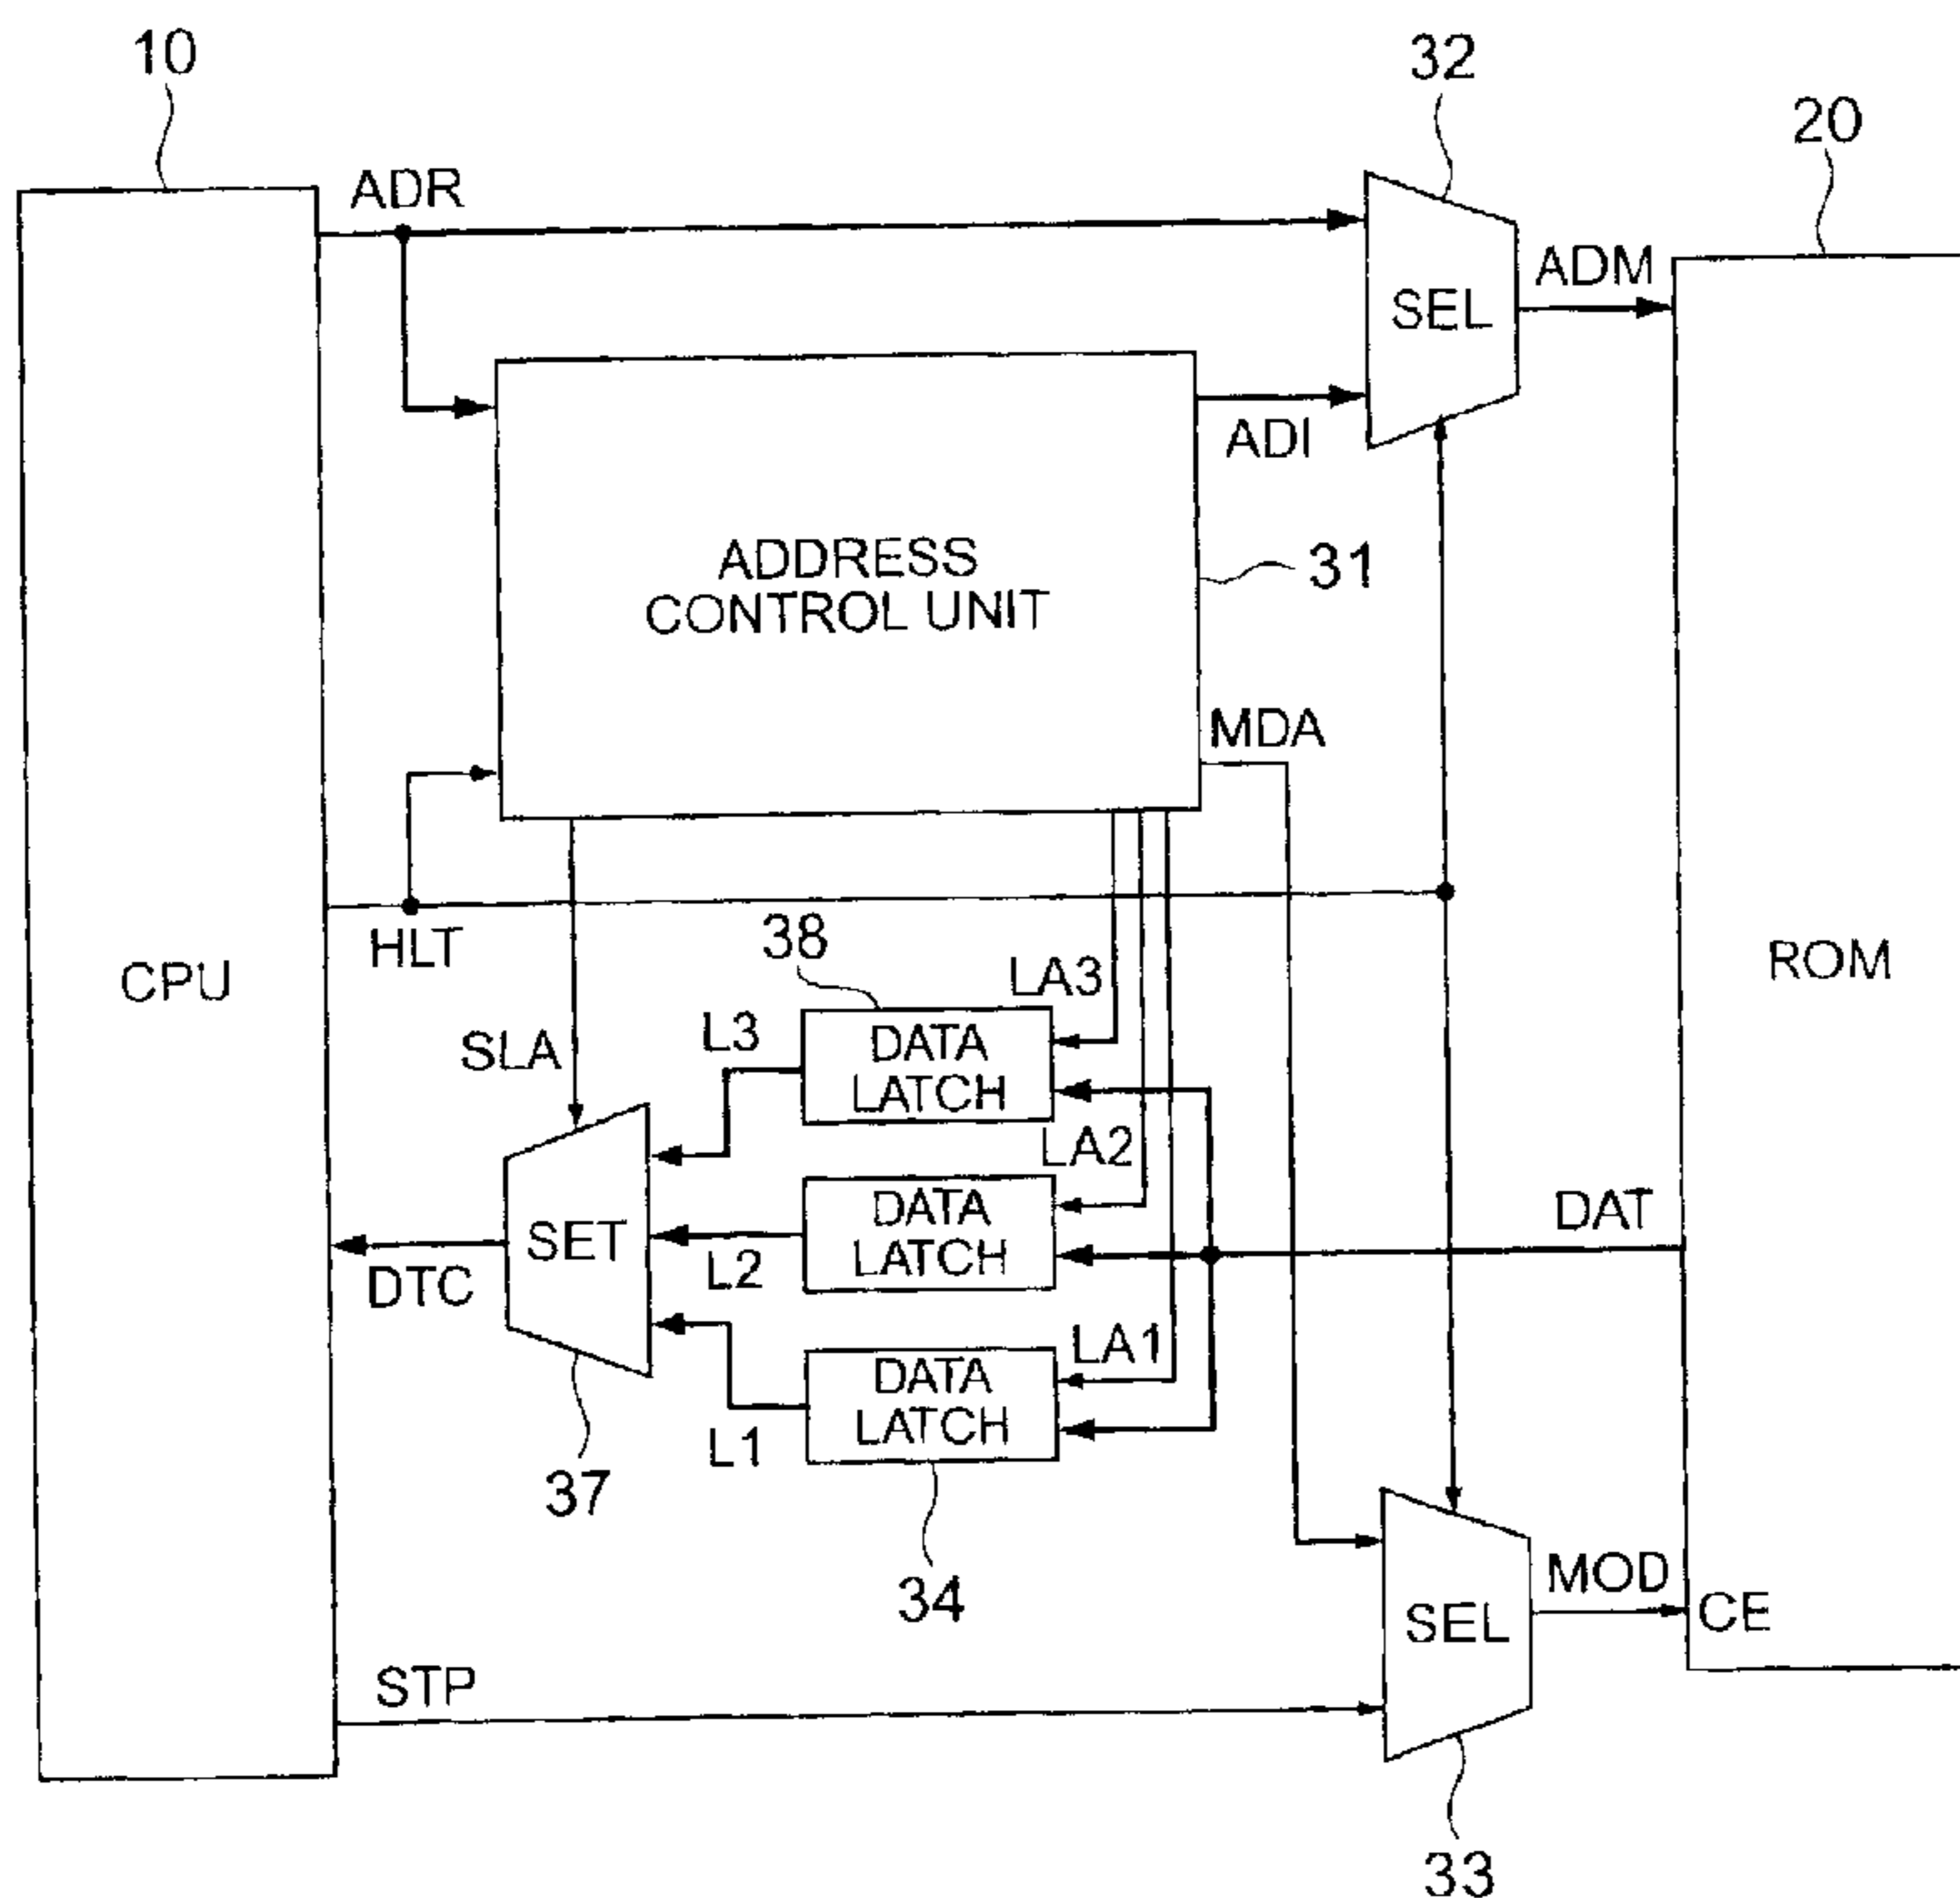 10
32
20
ADR
ADM
SEL
ADI
ADDRESS
CONTROL UNIT
31
MDA
HLT
38
CPU
ROM
LA3
L3
SLA
DATA
LATCH
LA2
DATA
LATCH
SET
L2
DTC
DAT
LA1
DATA
LATCH
L1
37
34
MOD
SEL
CE
STP
33